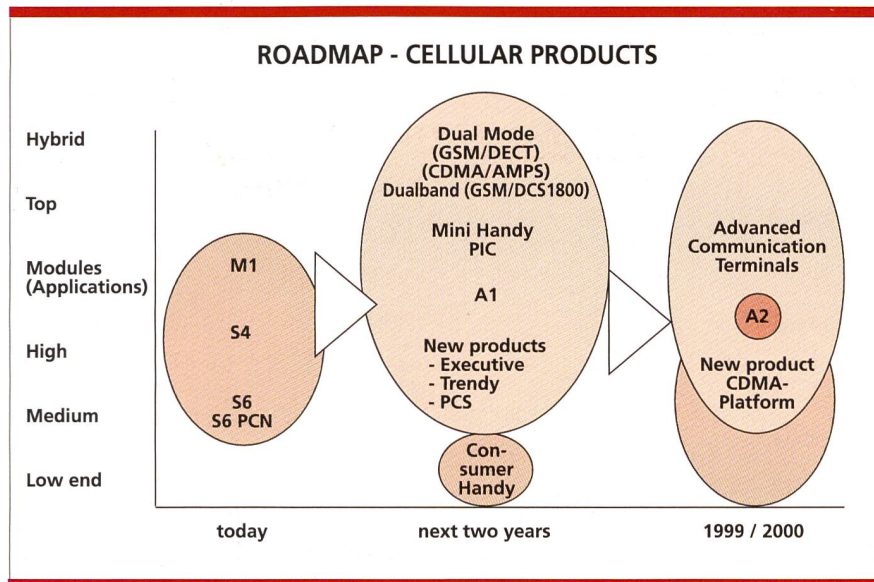 ROADMAP - CELLULAR PRODUCTS
Hybrid
Top
Modules
(Applications)
High
Medium
Low end
M1
S4
S6
S6 PCN
Dual Mode
(GSM/DECT)
(CDMA/AMPS)
Dualband (GSM/DCS1800)
Mini Handy
PIC
A1
New products
- Executive
- Trendy
- PCS
Con-
sumer
Handy
Advanced
Communication
Terminals
A2
New product
CDMA-
Platform
today
next two years
1999 / 2000